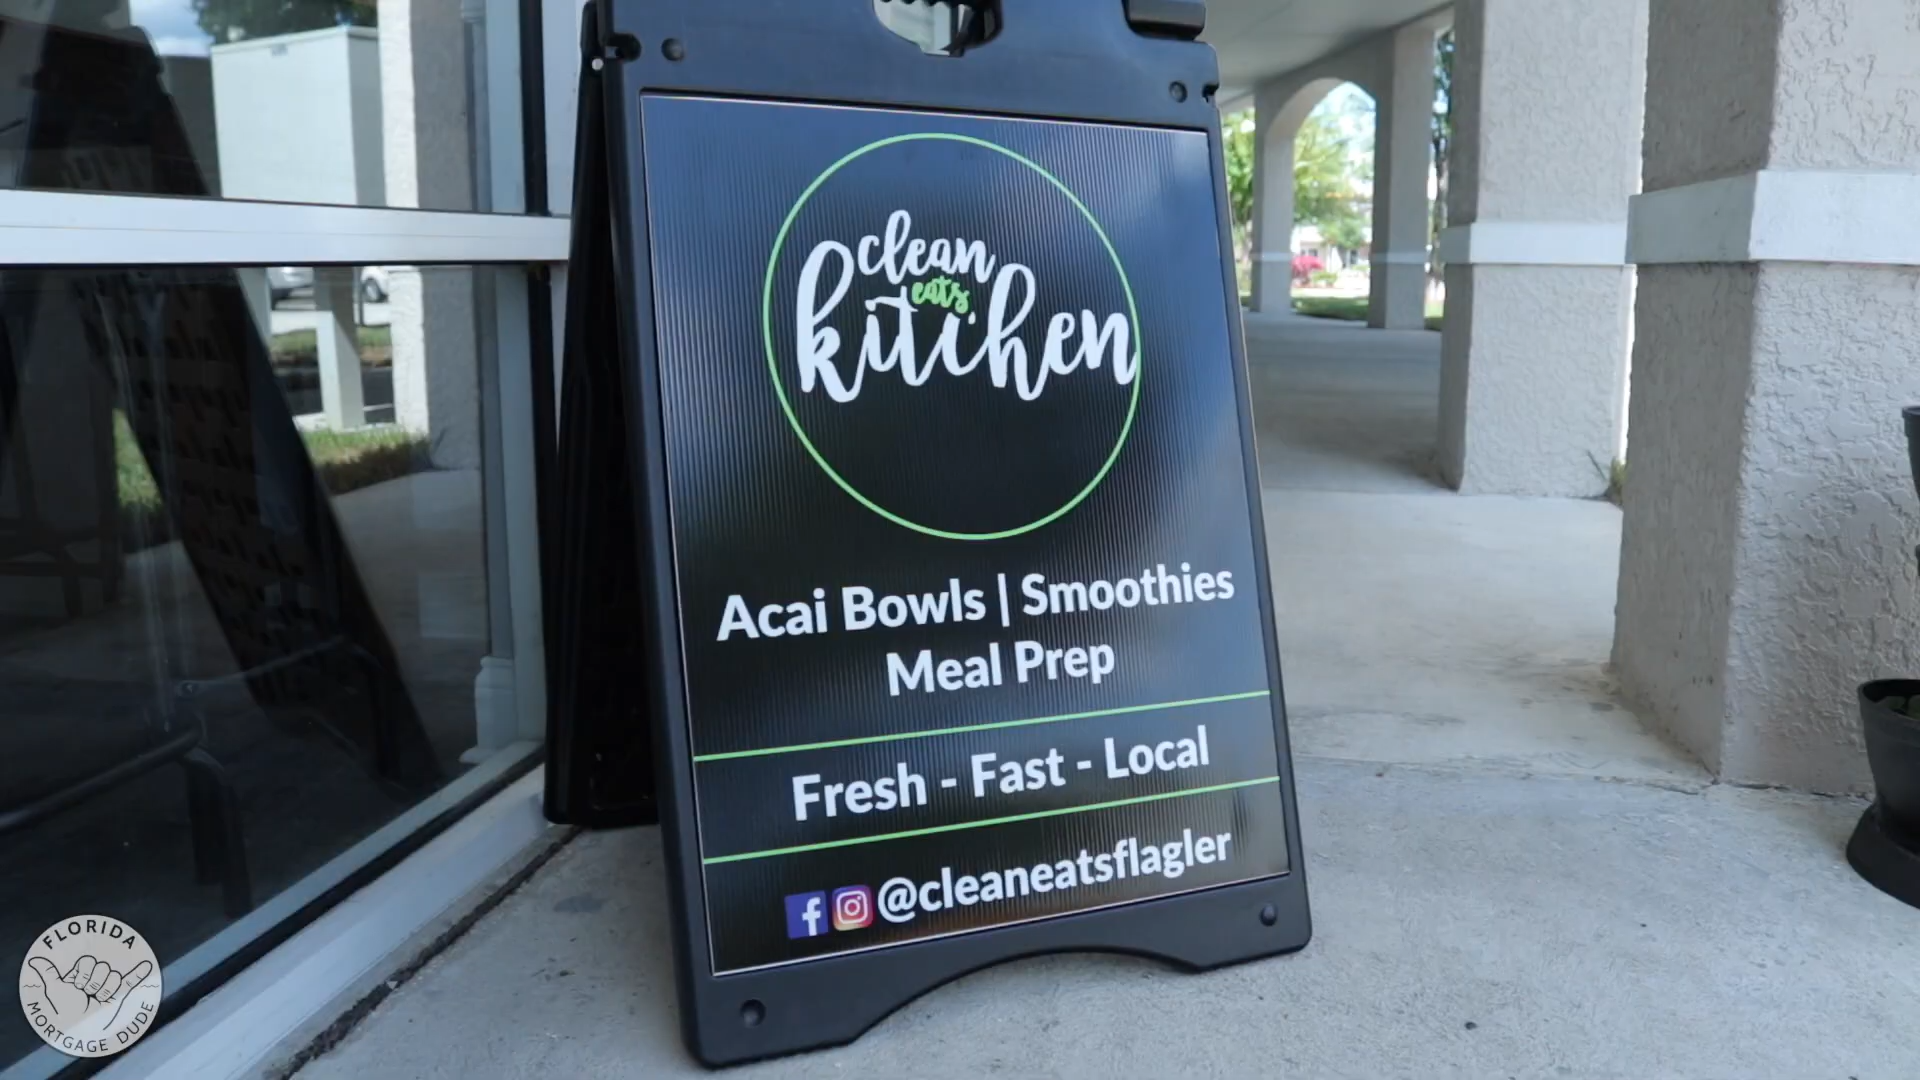 clean
eats
kitchen
Acai Bowls | Smoothies
Meal Prep
Fresh - Fast - Local
f @cleaneatsflagler
FLORIDA
MORTGAGE DUDE